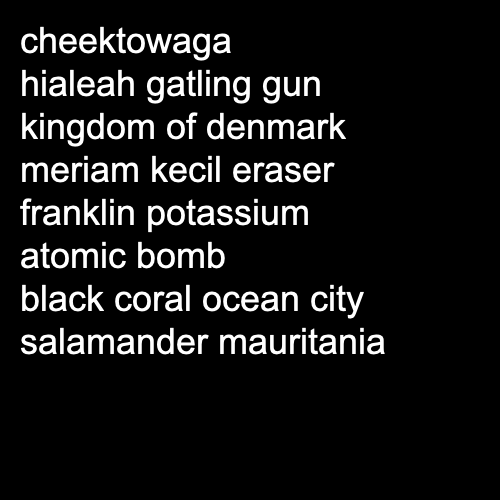 cheektowaga
hialeah gatling gun
kingdom of denmark
meriam kecil eraser
franklin potassium
atomic bomb
black coral ocean city
salamander mauritania